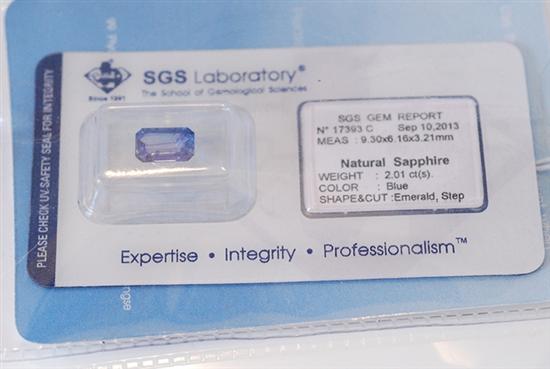 PLEASE CHECK UV-SAFETY SEAL FOR INTEGRITY
Since 1991
SGS Laboratory®
The School of Gemological Sciences
SGS GEM REPORT
N° 17393 C Sep 10,2013
MEAS : 9.30x6.16x3.21mm
Natural Sapphire
WEIGHT : 2.01 ct(s).
COLOR : Blue
SHAPE&CUT :Emerald, Step
Expertise • Integrity • Professionalism™